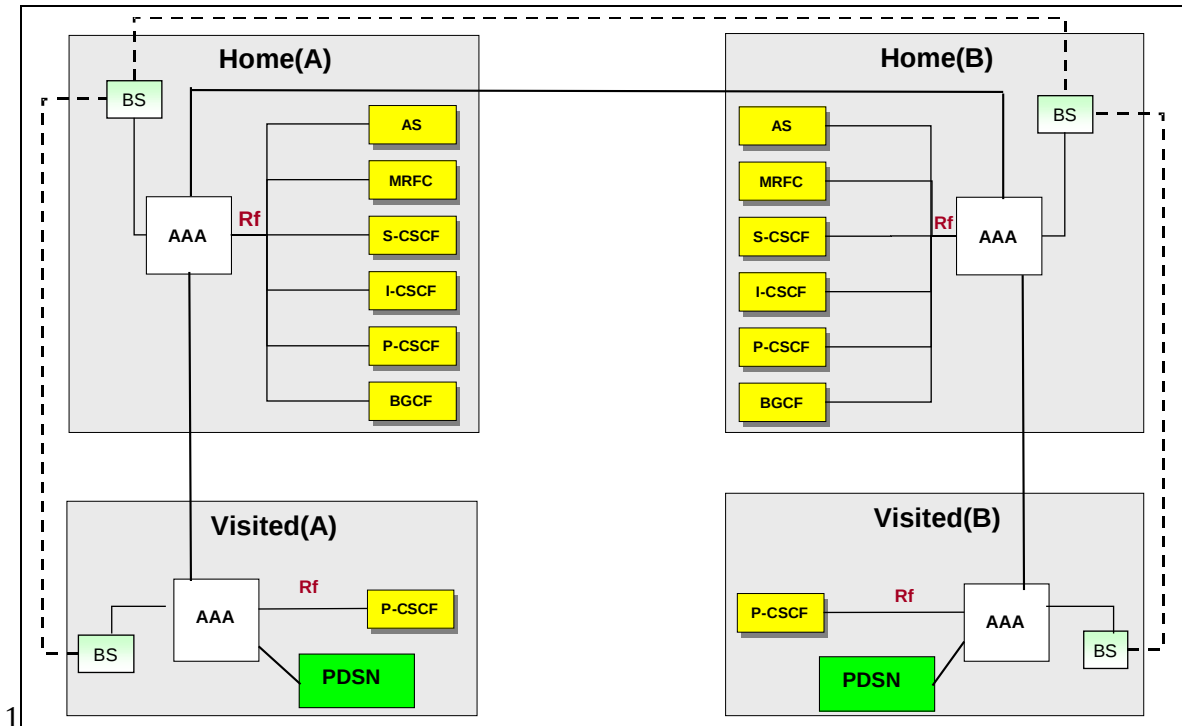 Home(A)
BS
AS
MRFC
Rf
AAA
S-CSCF
I-CSCF
P-CSCF
BGCF
Home(B)
AS
BS
MRFC
S-CSCF
Rf
AAA
I-CSCF
P-CSCF
BGCF
Visited(A)
Rf
AAA
P-CSCF
BS
PDSN
Visited(B)
Rf
P-CSCF
AAA
BS
PDSN
1